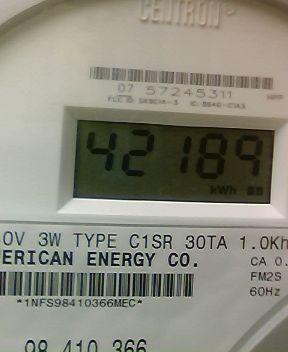 CENTRON®
07 57245311
42189
kWh
0V 3W TYPE C1SR 30TA 1.0Kh
ERICAN ENERGY CO.
CA 0.
FM2S
60Hz
*1NFS98410366MEC*
98 410 366